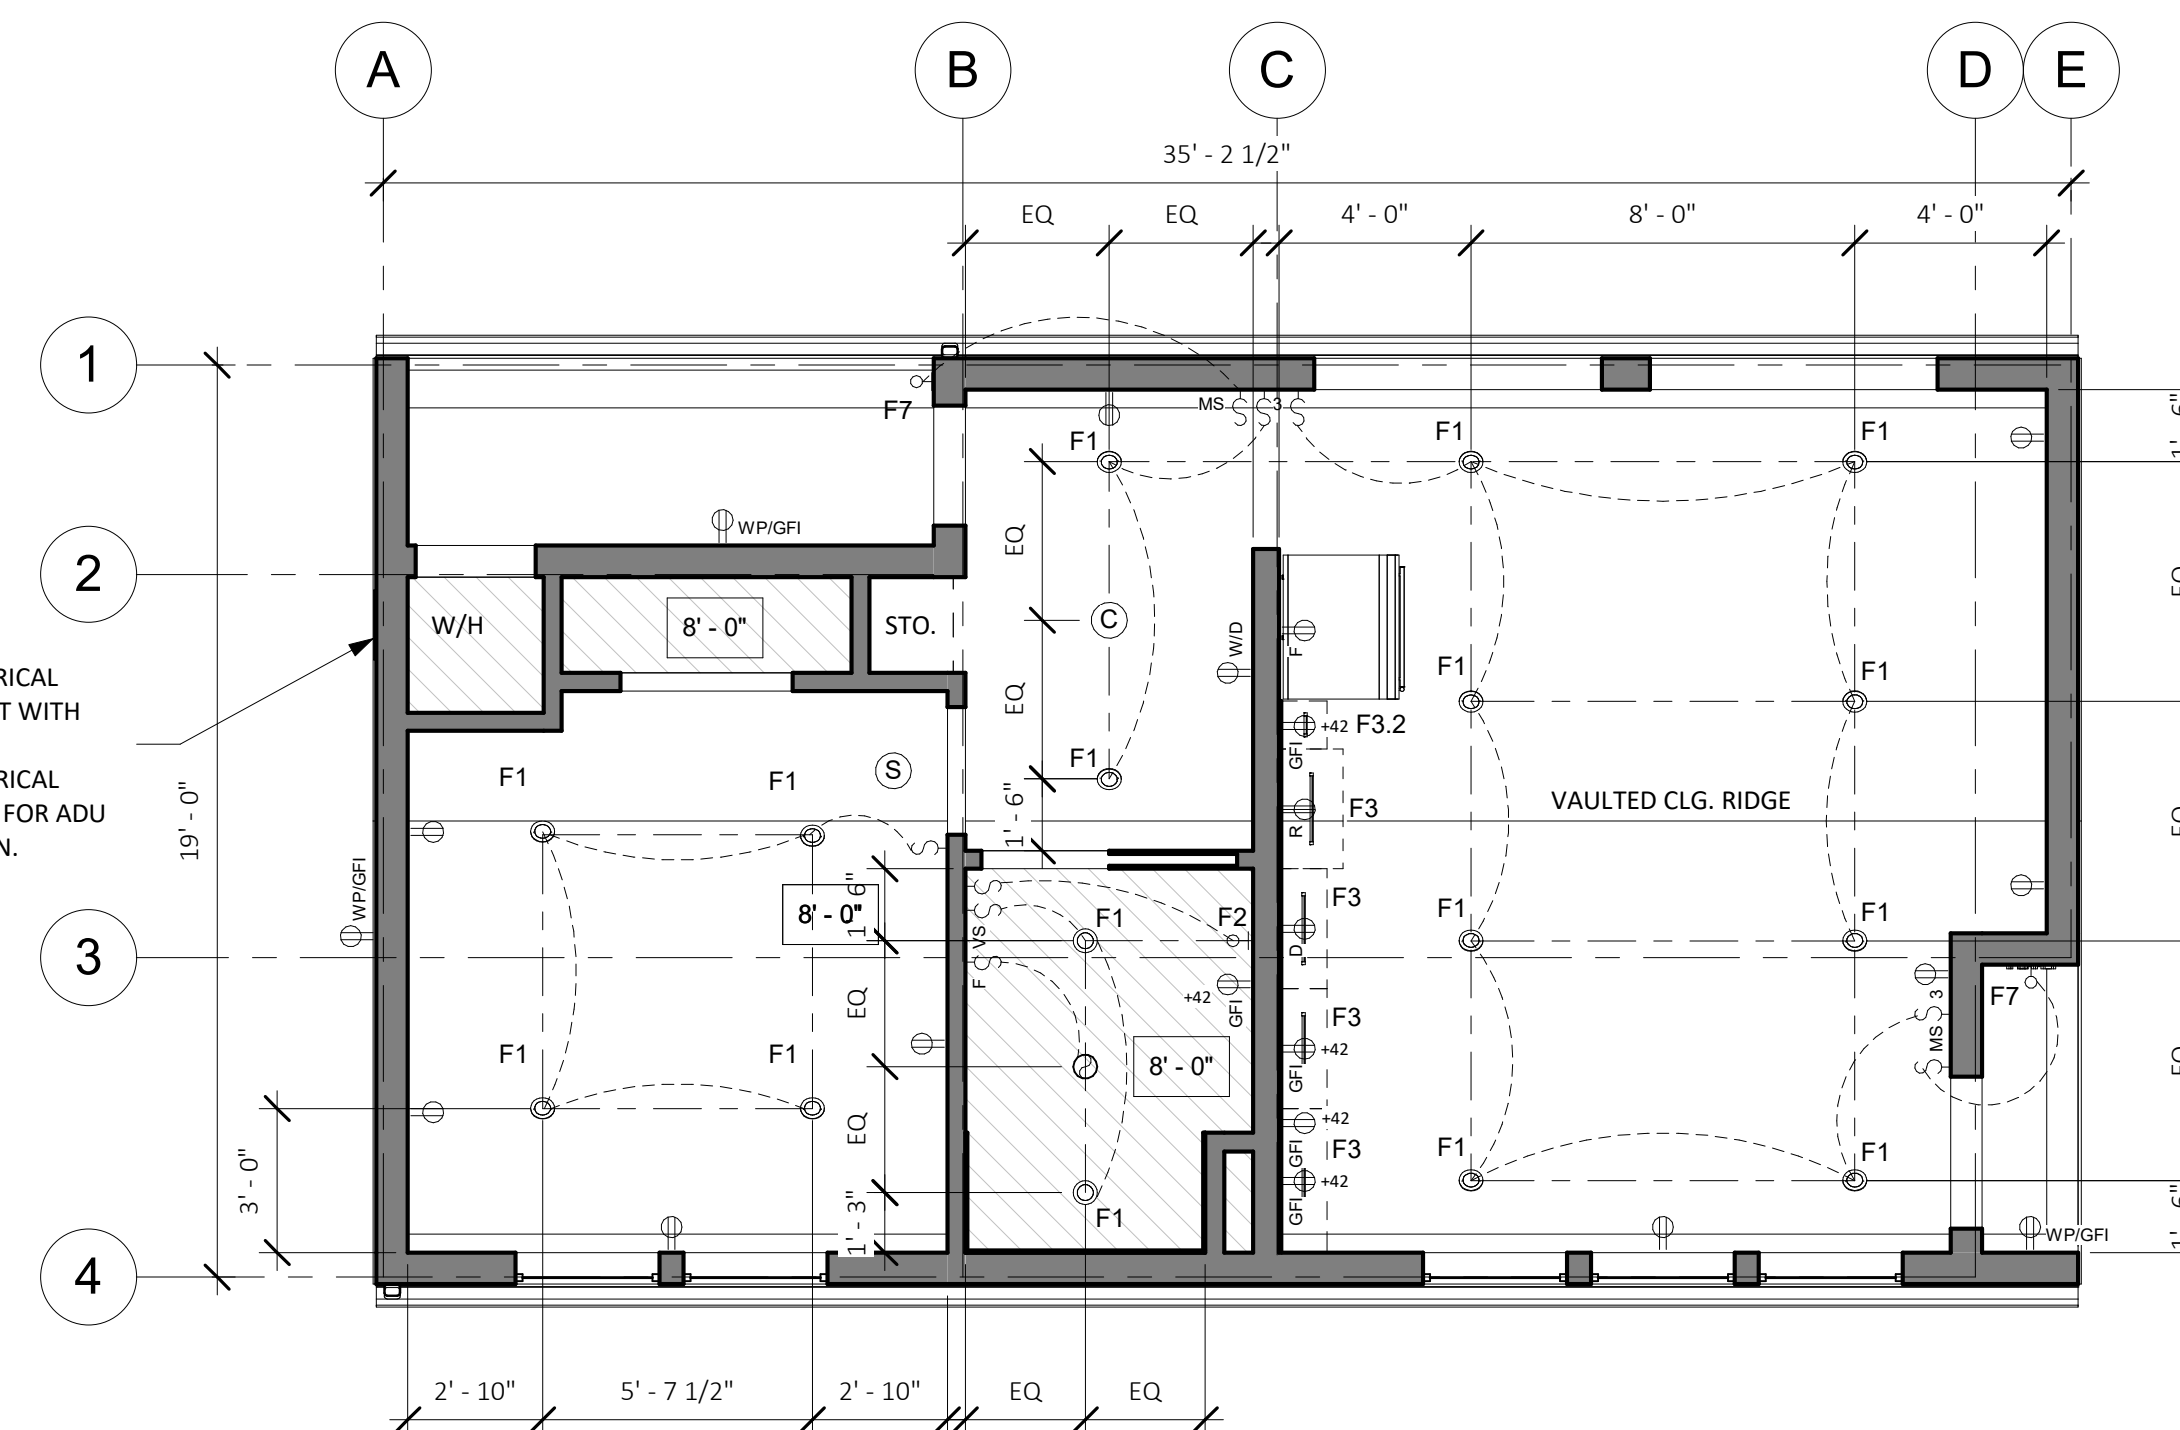 A
B
C
D
E
35' - 2 1/2"
EQ
EQ
4' - 0"
8' - 0"
4' - 0"
1
F7
MS
3
F1
F1
F1
WP/GFI
EQ
2
W/H
8' - 0"
STO.
C
W/D
F
F1
F1
RICAL
T WITH
EQ
+42
F3.2
GFI
F1
F1
F1
S
RICAL
FOR ADU
N.
19' - 0"
1' - 6"
R
F3
VAULTED CLG. RIDGE
WP/GFI
8' - 0"
1' - 6"
F1
F2
F3
F1
F1
VS
D
3
F
+42
GFI
F7
3
MS
EQ
F3
+42
GFI
F1
F1
8' - 0"
EQ
+42
GFI
F3
+42
GFI
F1
F1
3' - 0"
1' - 3"
F1
WP/GFI
4
2' - 10"
5' - 7 1/2"
2' - 10"
EQ
EQ